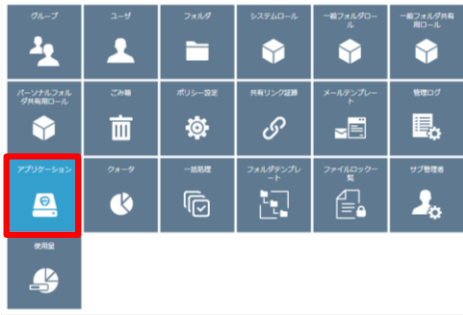 グループ
ユーザ
フォルダ
システムロール
一般フォルダロー
ル
一般フォルダ共有
用ロール
パーソナルフォル
ダ共有用ロール
ごみ箱
ポリシー設定
共有リンク証跡
メールテンプレー
ト
管理ログ
アプリケーション
クォータ
一括処理
フォルダテンプレ
ート
ファイルロック一
覧
サブ管理者
使用量